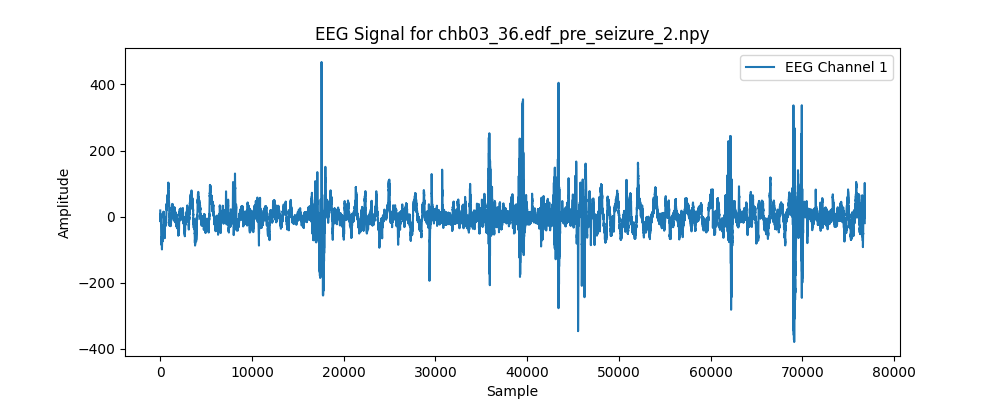 EEG Signal for chb03_36.edf_pre_seizure_2.npy
EEG Channel 1
400
200
0
−200
−400
Amplitude
0 10000 20000 30000 40000 50000 60000 70000 80000
Sample